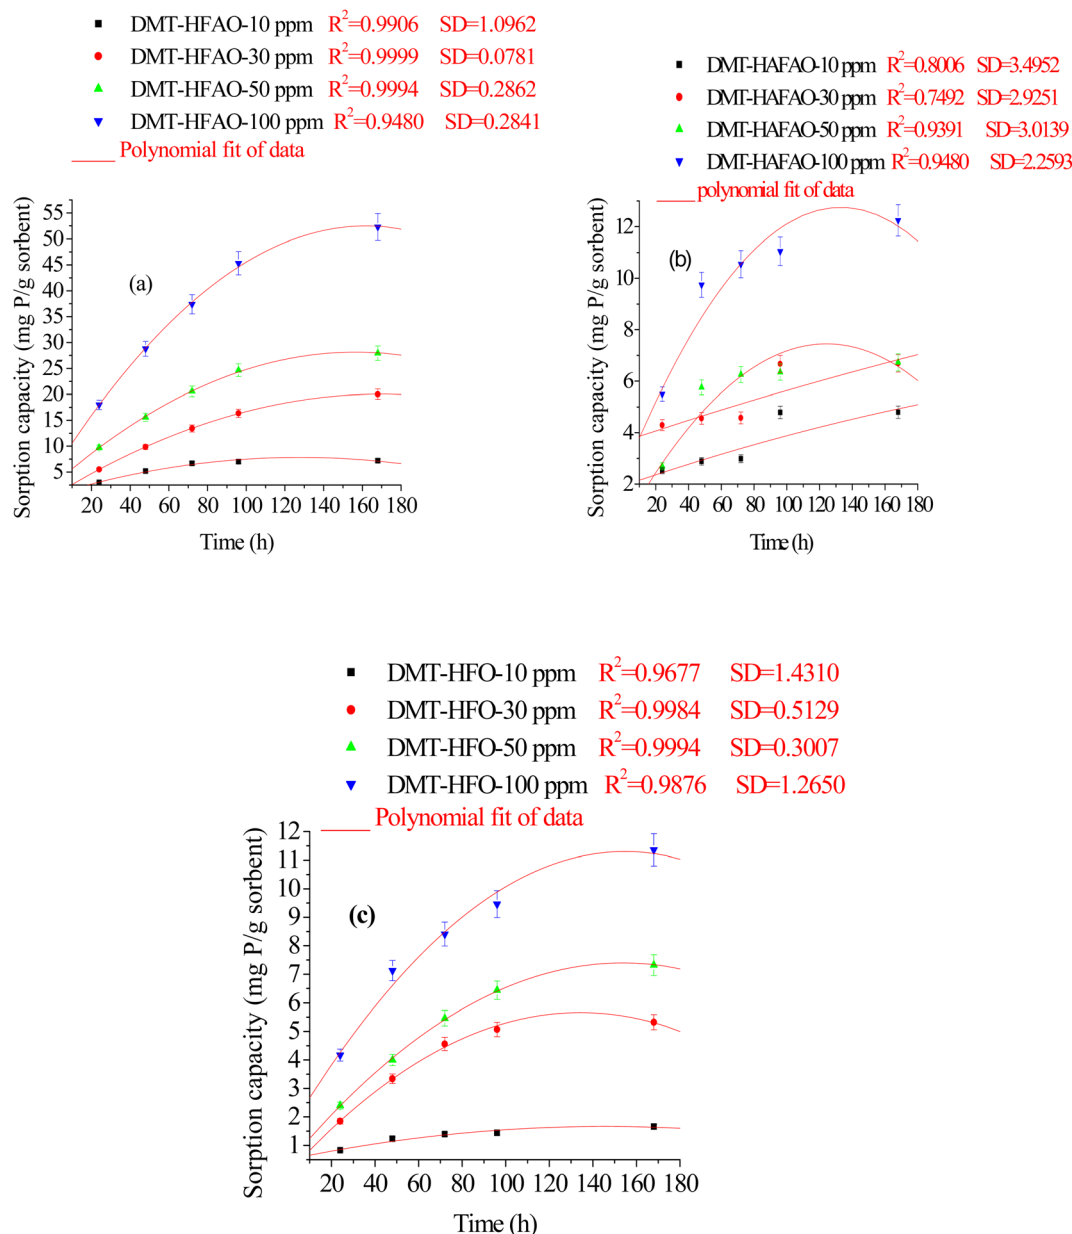 DMT-HFAO-10 ppm R²=0.9906 SD=1.0962
DMT-HFAO-30 ppm R²=0.9999 SD=0.0781
DMT-HFAO-50 ppm R²=0.9994 SD=0.2862
DMT-HFAO-100 ppm R²=0.9480 SD=0.2841
Polynomial fit of data
55
50
45
40
35
30
25
20
15
10
5
Sorption capacity (mg P/g sorbent)
(a)
20 40 60 80 100 120 140 160 180
Time (h)
DMT-HAFAO-10 ppm R²=0.8006 SD=3.4952
DMT-HAFAO-30 ppm R²=0.7492 SD=2.9251
DMT-HAFAO-50 ppm R²=0.9391 SD=3.0139
DMT-HAFAO-100 ppm R²=0.9480 SD=2.2593
polynomial fit of data
12
10
8
6
4
2
Sorption capacity (mg P/g sorbent)
(b)
20 40 60 80 100 120 140 160 180
Time (h)
DMT-HFO-10 ppm R²=0.9677 SD=1.4310
DMT-HFO-30 ppm R²=0.9984 SD=0.5129
DMT-HFO-50 ppm R²=0.9994 SD=0.3007
DMT-HFO-100 ppm R²=0.9876 SD=1.2650
Polynomial fit of data
12
11
10
9
8
7
6
5
4
3
2
1
Sorption capacity (mg P/g sorbent)
(c)
20 40 60 80 100 120 140 160 180
Time (h)